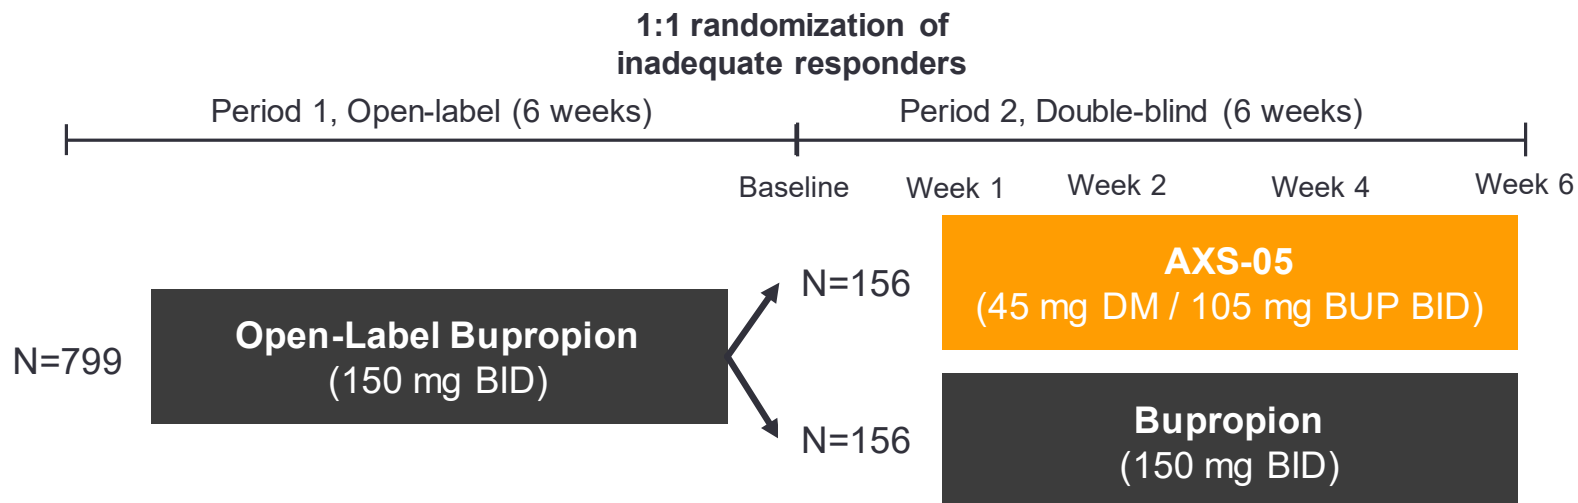 1:1 randomization of
inadequate responders
Period 1, Open-label (6 weeks)
Period 2, Double-blind (6 weeks)
Baseline
Week 1
Week 2
Week 4
Week 6
N=799
Open-Label Bupropion
(150 mg BID)
N=156
AXS-05
(45 mg DM / 105 mg BUP BID)
N=156
Bupropion
(150 mg BID)